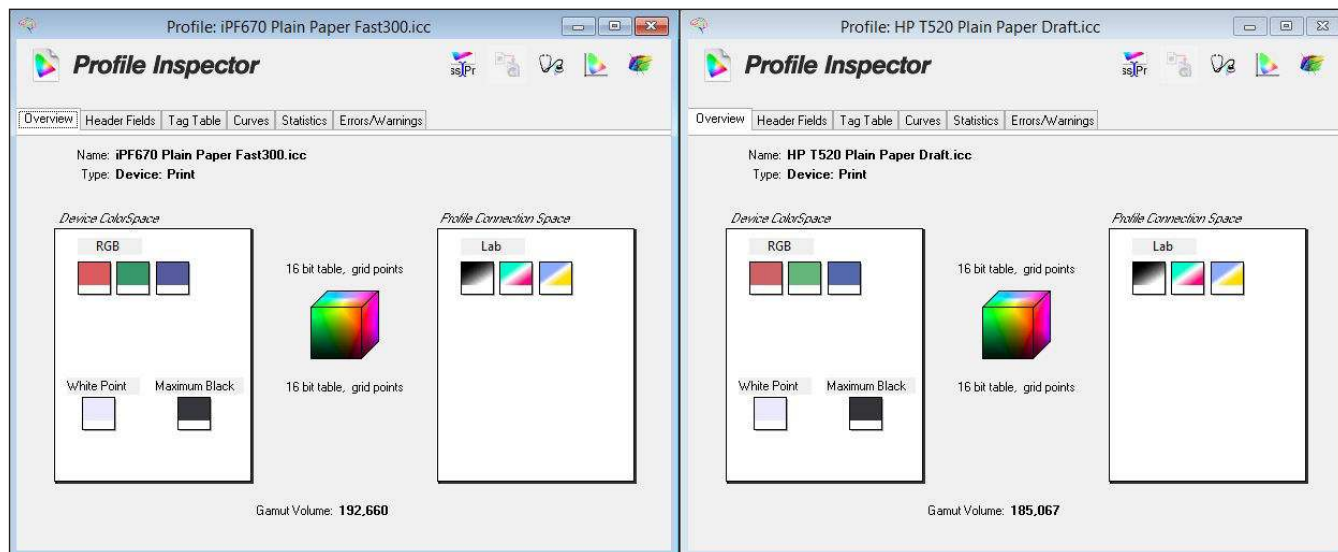 Profile: iPF670 Plain Paper Fast300.icc
Profile Inspector
ss|Pr
Overview Header Fields Tag Table Curves Statistics Errors/Warnings
Name: iPF670 Plain Paper Fast300.icc
Type: Device: Print
Device ColorSpace
Profile Connection Space
RGB
Lab
16 bit table, grid points
16 bit table, grid points
White Point Maximum Black
Gamut Volume: 192,660
Profile: HP T520 Plain Paper Draft.icc
Profile Inspector
ss|Pr
Overview Header Fields Tag Table Curves Statistics Errors/Warnings
Name: HP T520 Plain Paper Draft.icc
Type: Device: Print
Device ColorSpace
Profile Connection Space
RGB
Lab
16 bit table, grid points
16 bit table, grid points
White Point Maximum Black
Gamut Volume: 185,067